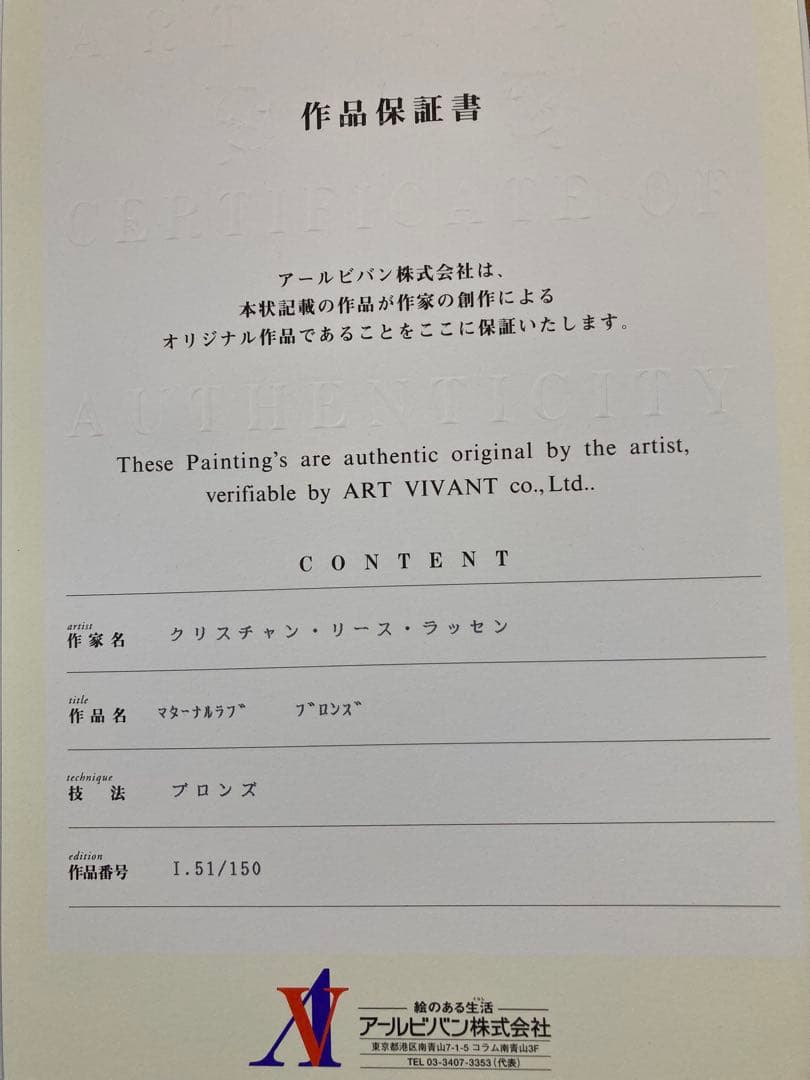 作品保証書
CERTIFICATE OF
アールビバン株式会社は、
本状記載の作品が作家の創作による
オリジナル作品であることをここに保証いたします。
AUTHENTICITY
These Painting's are authentic original by the artist,
verifiable by ART VIVANT co.,Ltd..
CONTENT
artist
作家名 クリスチャン・リース・ラッセン
title
作品名 ﾏﾀｰﾅﾙﾗﾌﾞ ﾌﾞﾛﾝｽﾞ
technique
技法 ブロンズ
edition
作品番号 I.51/150
絵のある生活
アールビバン株式会社
東京都港区南青山7-1-5 コラム南青山3F
TEL 03-3407-3353(代表)